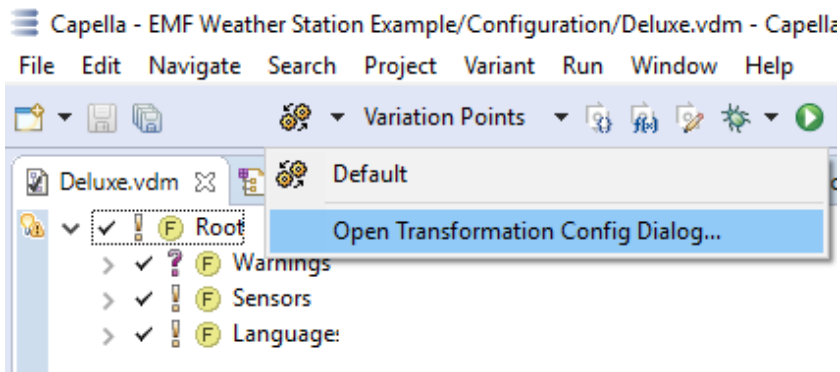 Capella - EMF Weather Station Example/Configuration/Deluxe.vdm - Capella
File Edit Navigate Search Project Variant Run Window Help
Variation Points
Deluxe.vdm
Default
Root
Open Transformation Config Dialog...
Warnings
Sensors
Language